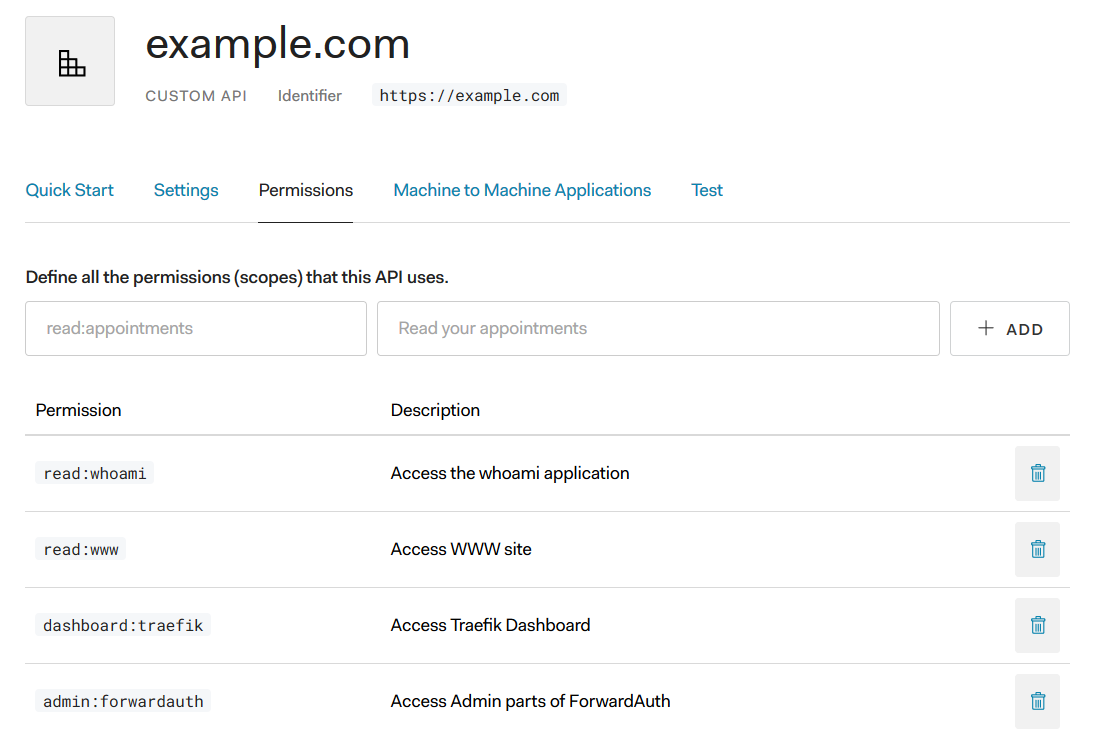 example.com
CUSTOM API Identifier https://example.com
Quick Start Settings Permissions Machine to Machine Applications Test
Define all the permissions (scopes) that this API uses.
read:appointments Read your appointments + ADD
Permission Description
read:whoami Access the whoami application
read:www Access WWW site
dashboard:traefik Access Traefik Dashboard
admin:forwardauth Access Admin parts of ForwardAuth